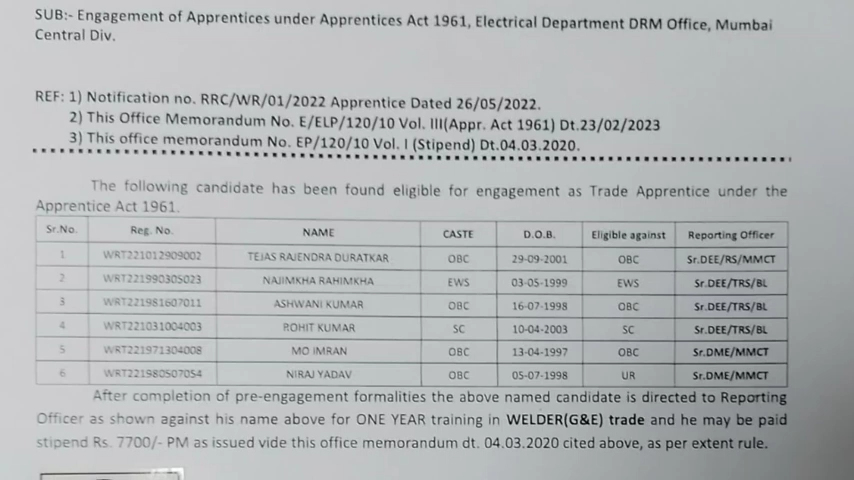 SUB:- Engagement of Apprentices under Apprentices Act 1961, Electrical Department DRM Office, Mumbai
Central Div.
REF: 1) Notification no. RRC/WR/01/2022 Apprentice Dated 26/05/2022.
2) This Office Memorandum No. E/ELP/120/10 Vol. III(Appr. Act 1961) Dt.23/02/2023
3) This office memorandum No. EP/120/10 Vol. I (Stipend) Dt.04.03.2020.
The following candidate has been found eligible for engagement as Trade Apprentice under the
Apprentice Act 1961.
Sr.No. Reg. No. NAME CASTE D.O.B. Eligible against Reporting Officer
1 WRT221012909002 TEJAS RAJENDRA DURATKAR OBC 29-09-2001 OBC Sr.DEE/RS/MMCT
2 WRT221990305023 NAJIMKHA RAHIMKHA EWS 03-05-1999 EWS Sr.DEE/TRS/BL
3 WRT221981607011 ASHWANI KUMAR OBC 16-07-1998 OBC Sr.DEE/TRS/BL
4 WRT221031004003 ROHIT KUMAR SC 10-04-2003 SC Sr.DEE/TRS/BL
5 WRT221971304008 MO IMRAN OBC 13-04-1997 OBC Sr.DME/MMCT
6 WRT221980507054 NIRAJ YADAV OBC 05-07-1998 UR Sr.DME/MMCT
After completion of pre-engagement formalities the above named candidate is directed to Reporting
Officer as shown against his name above for ONE YEAR training in WELDER(G&E) trade and he may be paid
stipend Rs. 7700/- PM as issued vide this office memorandum dt. 04.03.2020 cited above, as per extent rule.